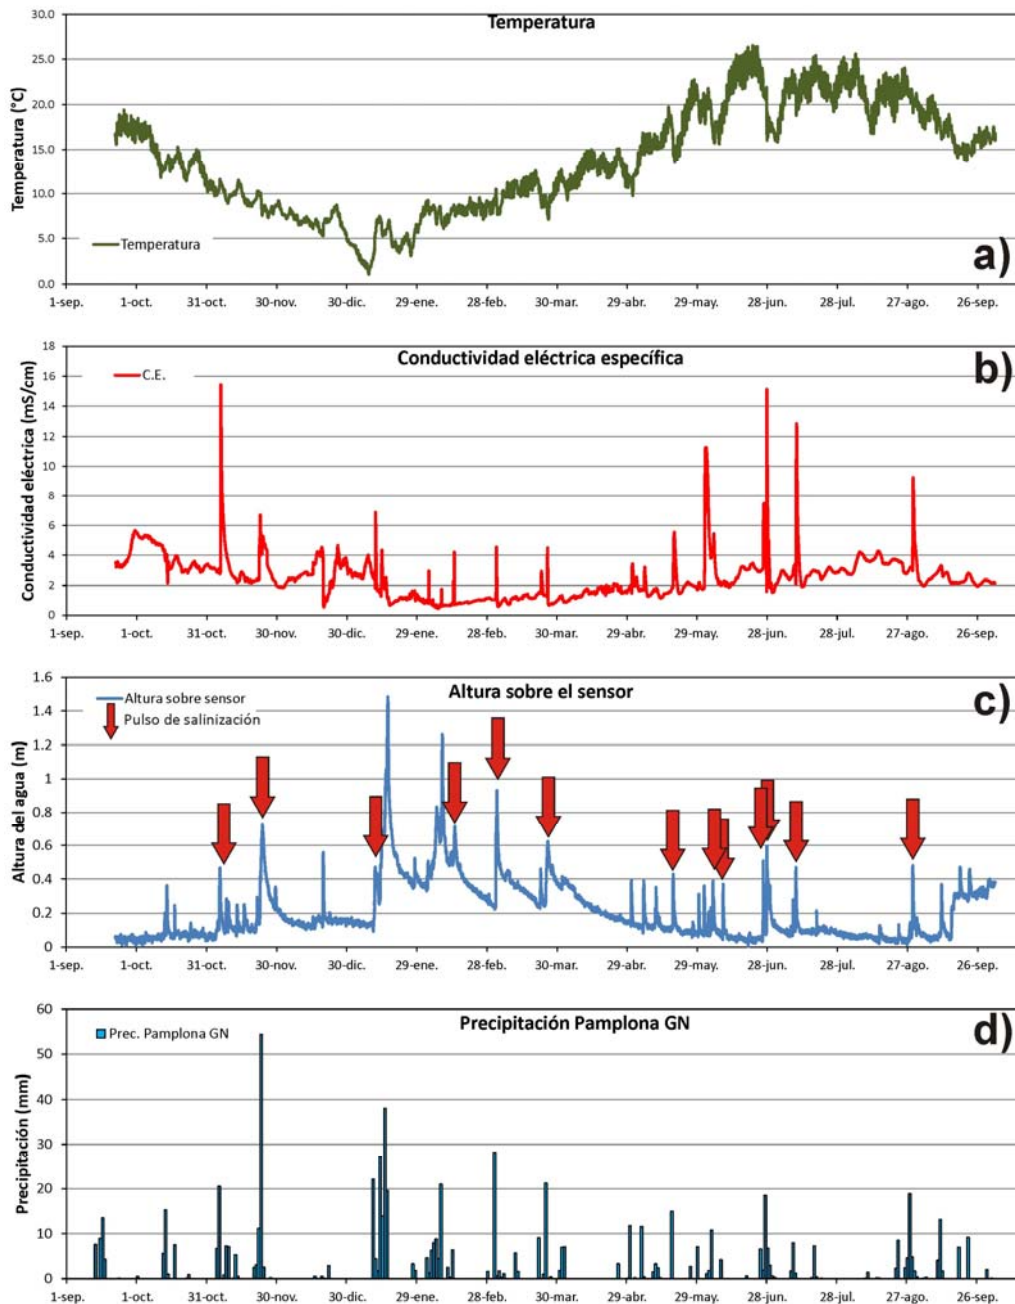 Temperatura
30.0
25.0
20.0
15.0
10.0
5.0
0.0
Temperatura (°C)
Temperatura
a)
1-sep. 1-oct. 31-oct. 30-nov. 30-dic. 29-ene. 28-feb. 30-mar. 29-abr. 29-may. 28-jun. 28-jul. 27-ago. 26-sep.
Conductividad eléctrica específica
18
16
14
12
10
8
6
4
2
0
Conductividad eléctrica (mS/cm)
C.E.
b)
1-sep. 1-oct. 31-oct. 30-nov. 30-dic. 29-ene. 28-feb. 30-mar. 29-abr. 29-may. 28-jun. 28-jul. 27-ago. 26-sep.
Altura sobre el sensor
1.6
1.4
1.2
1
0.8
0.6
0.4
0.2
0
Altura del agua (m)
Altura sobre sensor
Pulso de salinización
c)
1-sep. 1-oct. 31-oct. 30-nov. 30-dic. 29-ene. 28-feb. 30-mar. 29-abr. 29-may. 28-jun. 28-jul. 27-ago. 26-sep.
Precipitación Pamplona GN
60
50
40
30
20
10
0
Precipitación (mm)
Prec. Pamplona GN
d)
1-sep. 1-oct. 31-oct. 30-nov. 30-dic. 29-ene. 28-feb. 30-mar. 29-abr. 29-may. 28-jun. 28-jul. 27-ago. 26-sep.